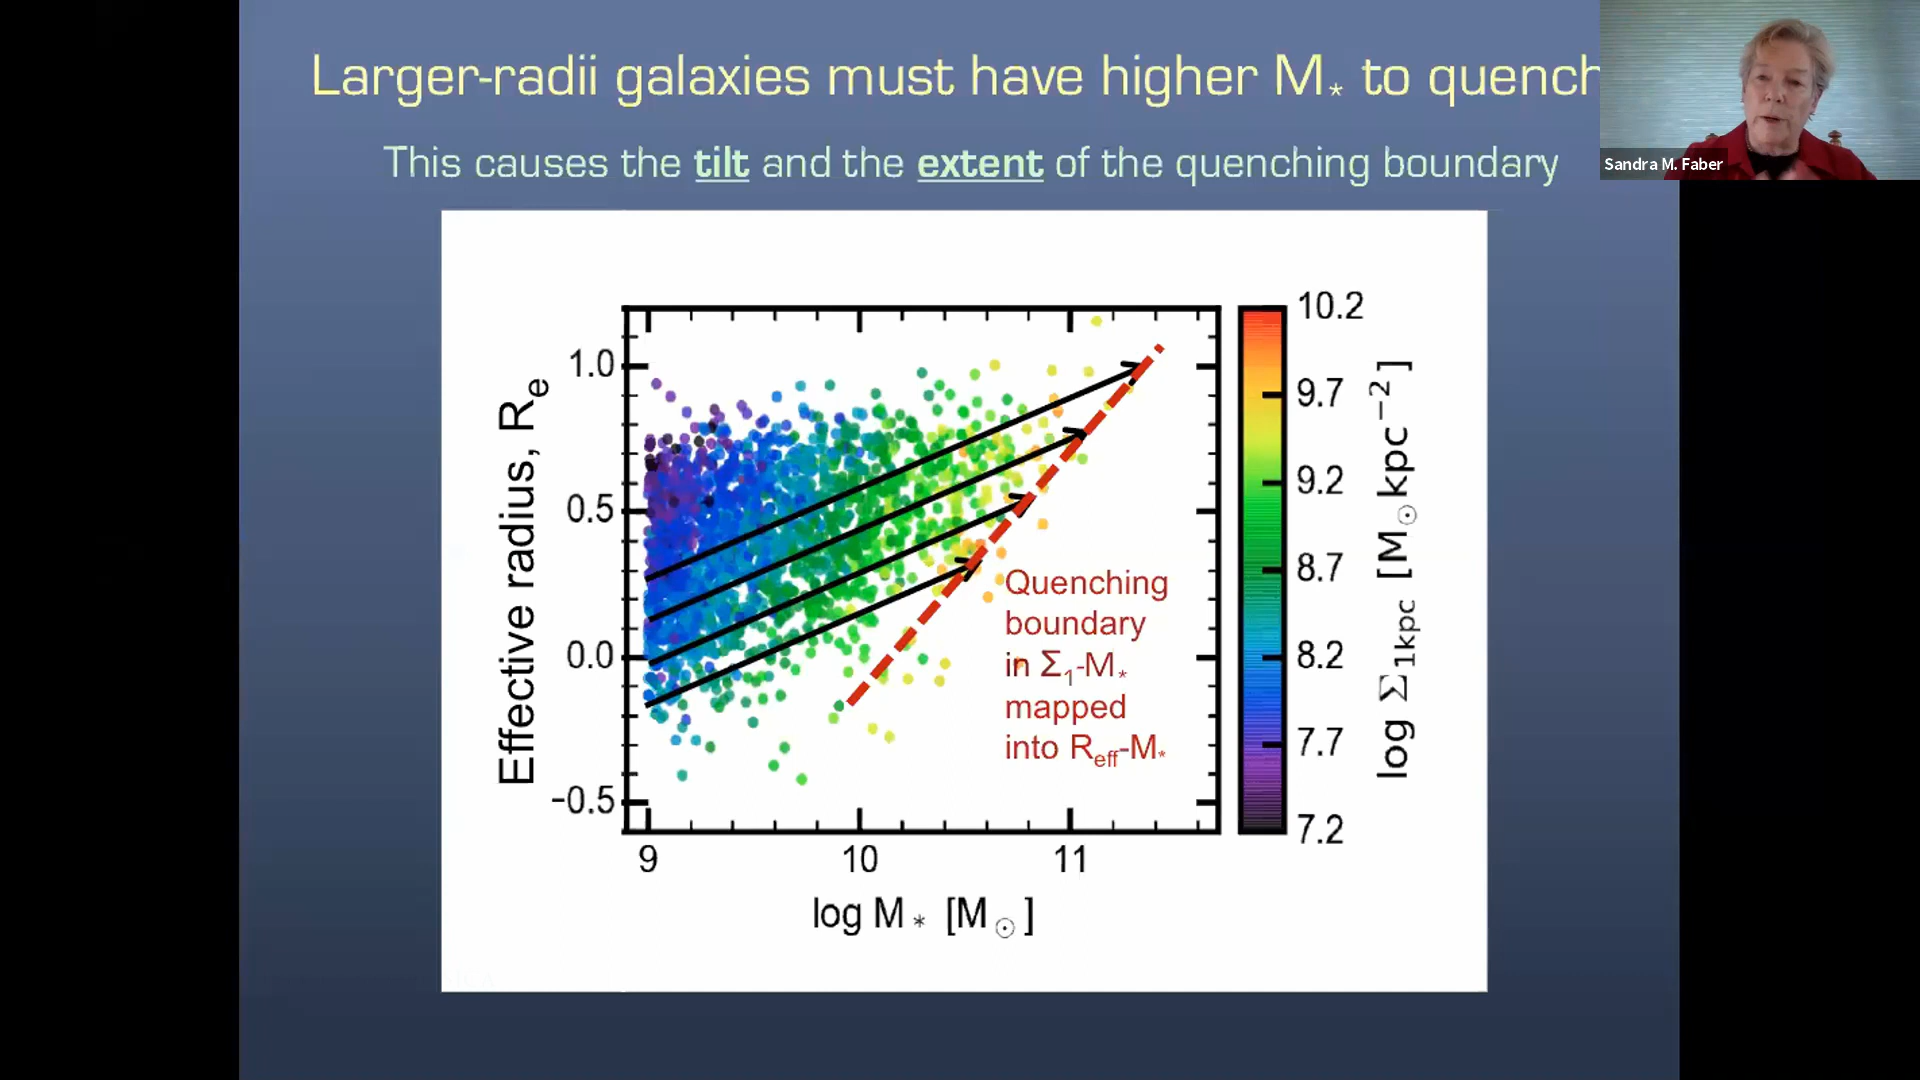 Larger-radii galaxies must have higher M* to quench
Sandra M. Faber
This causes the tilt and the extent of the quenching boundary
Effective radius, Re
1.0
0.5
0.0
−0.5
9
10
11
log M* [M⊙]
Quenching
boundary
in Σ1-M*
mapped
into Reff-M*
10.2
9.7
9.2
8.7
8.2
7.7
7.2
log Σ1kpc [M⊙kpc−2]